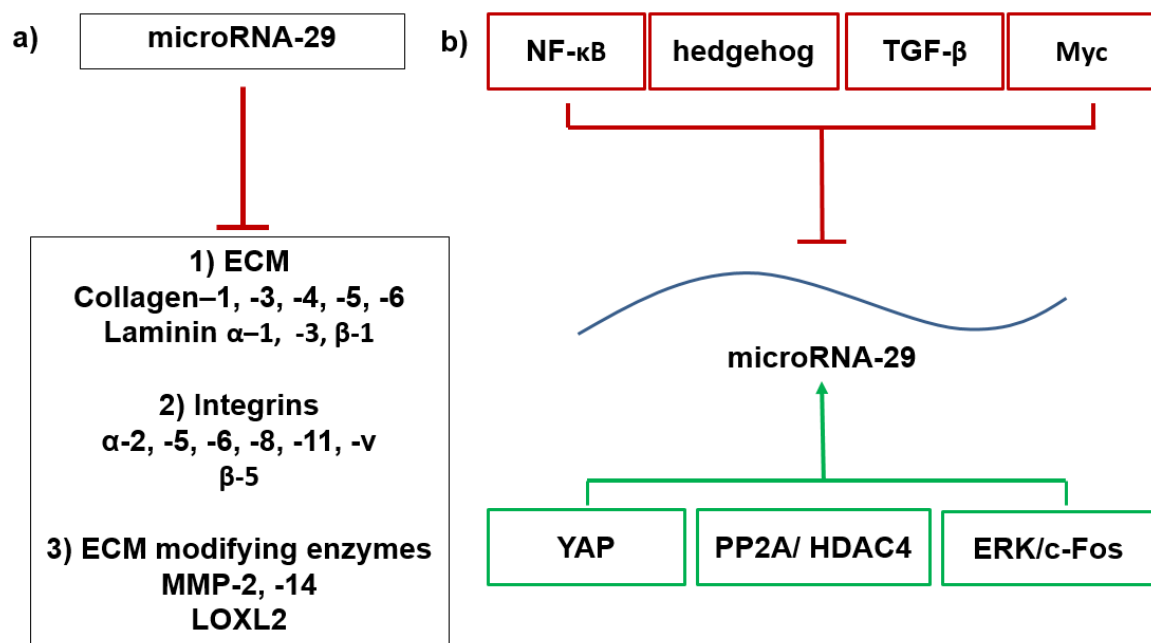 a)
microRNA-29
1) ECM
Collagen–1, -3, -4, -5, -6
Laminin α–1, -3, β-1
2) Integrins
α-2, -5, -6, -8, -11, -v
β-5
3) ECM modifying enzymes
MMP-2, -14
LOXL2
b)
NF-κB
hedgehog
TGF-β
Myc
microRNA-29
YAP
PP2A/ HDAC4
ERK/c-Fos